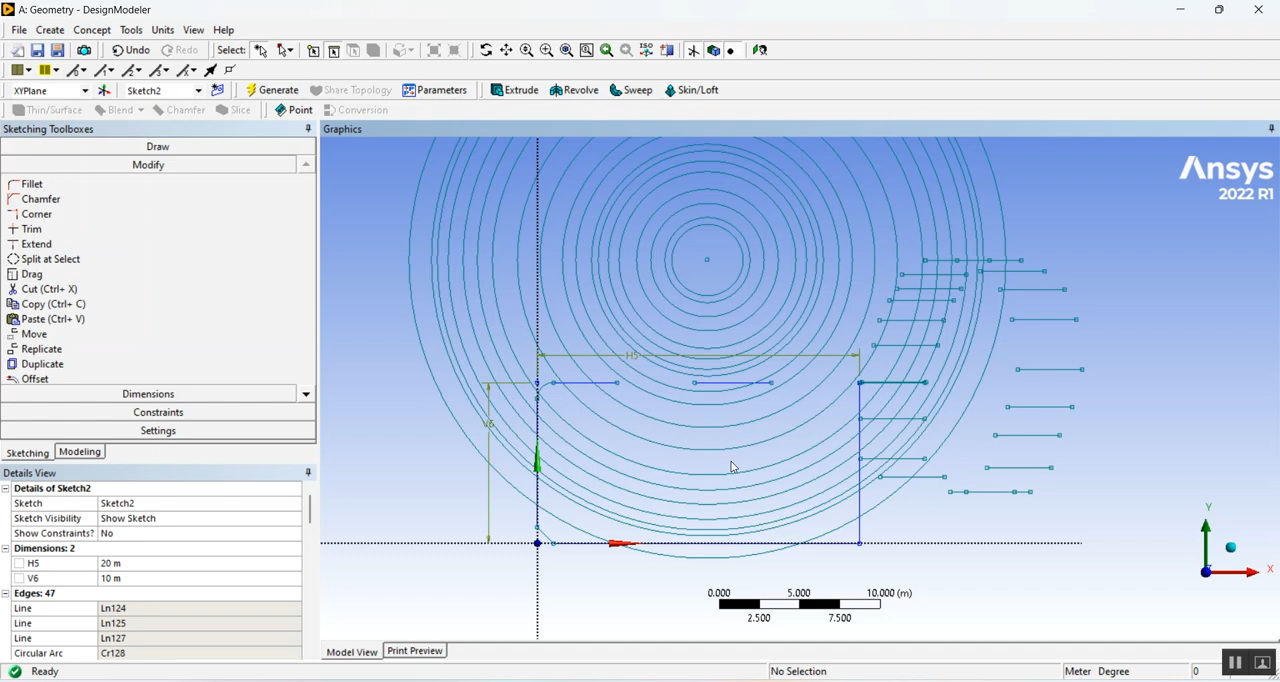 A: Geometry - DesignModeler
File Create Concept Tools Units View Help
Undo Redo Select: ISO
XYPlane Sketch2 Generate Share Topology Parameters Extrude Revolve Sweep Skin/Loft
Thin/Surface Blend Chamfer Slice Point Conversion
Sketching Toolboxes
Draw
Modify
Fillet
Chamfer
Corner
Trim
Extend
Split at Select
Drag
Cut (Ctrl+ X)
Copy (Ctrl+ C)
Paste (Ctrl+ V)
Move
Replicate
Duplicate
Offset
Dimensions
Constraints
Settings
Sketching Modeling
Details View
Details of Sketch2
Sketch Sketch2
Sketch Visibility Show Sketch
Show Constraints? No
Dimensions: 2
H5 20 m
V6 10 m
Edges: 47
Line Ln124
Line Ln125
Line Ln127
Circular Arc Cr128
Graphics
Ansys
2022 R1
H5
V6
Y
X
0.000 5.000 10.000 (m)
2.500 7.500
Model View Print Preview
Ready No Selection Meter Degree 0